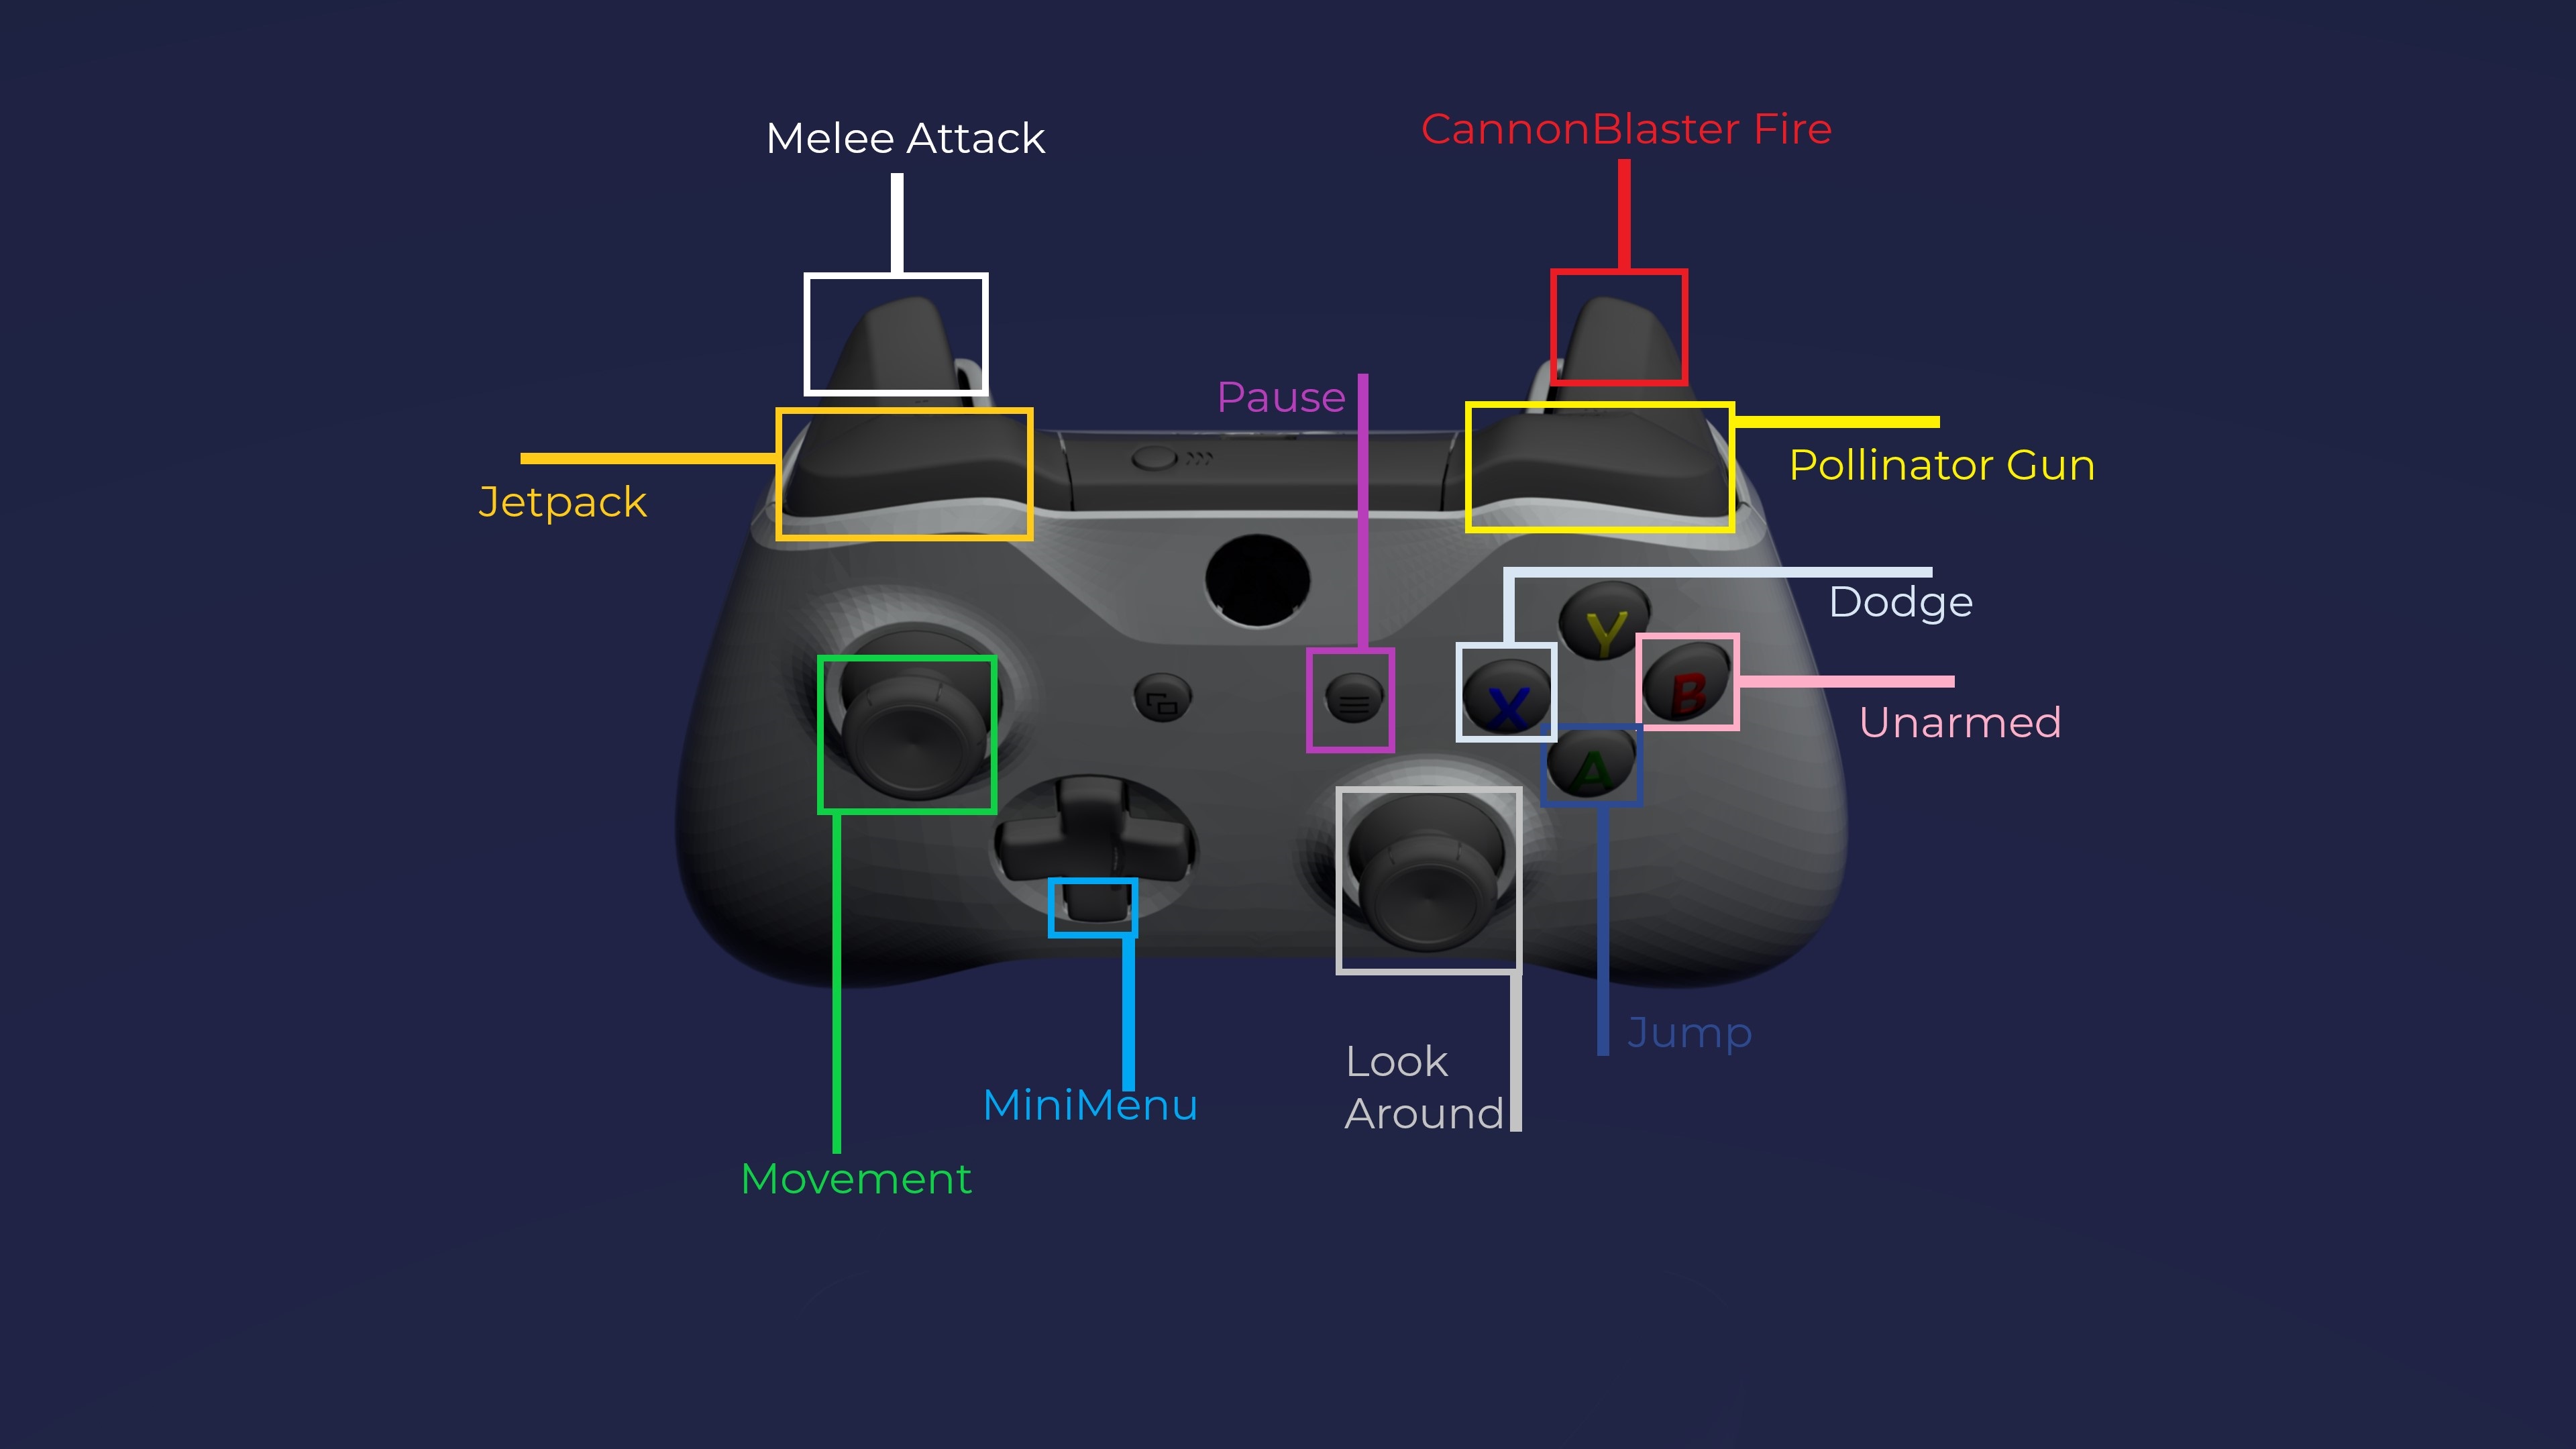 CannonBlaster Fire
Melee Attack
Pause
Pollinator Gun
Jetpack
Dodge
Y
B
X
Unarmed
A
Jump
Look
Around
MiniMenu
Movement